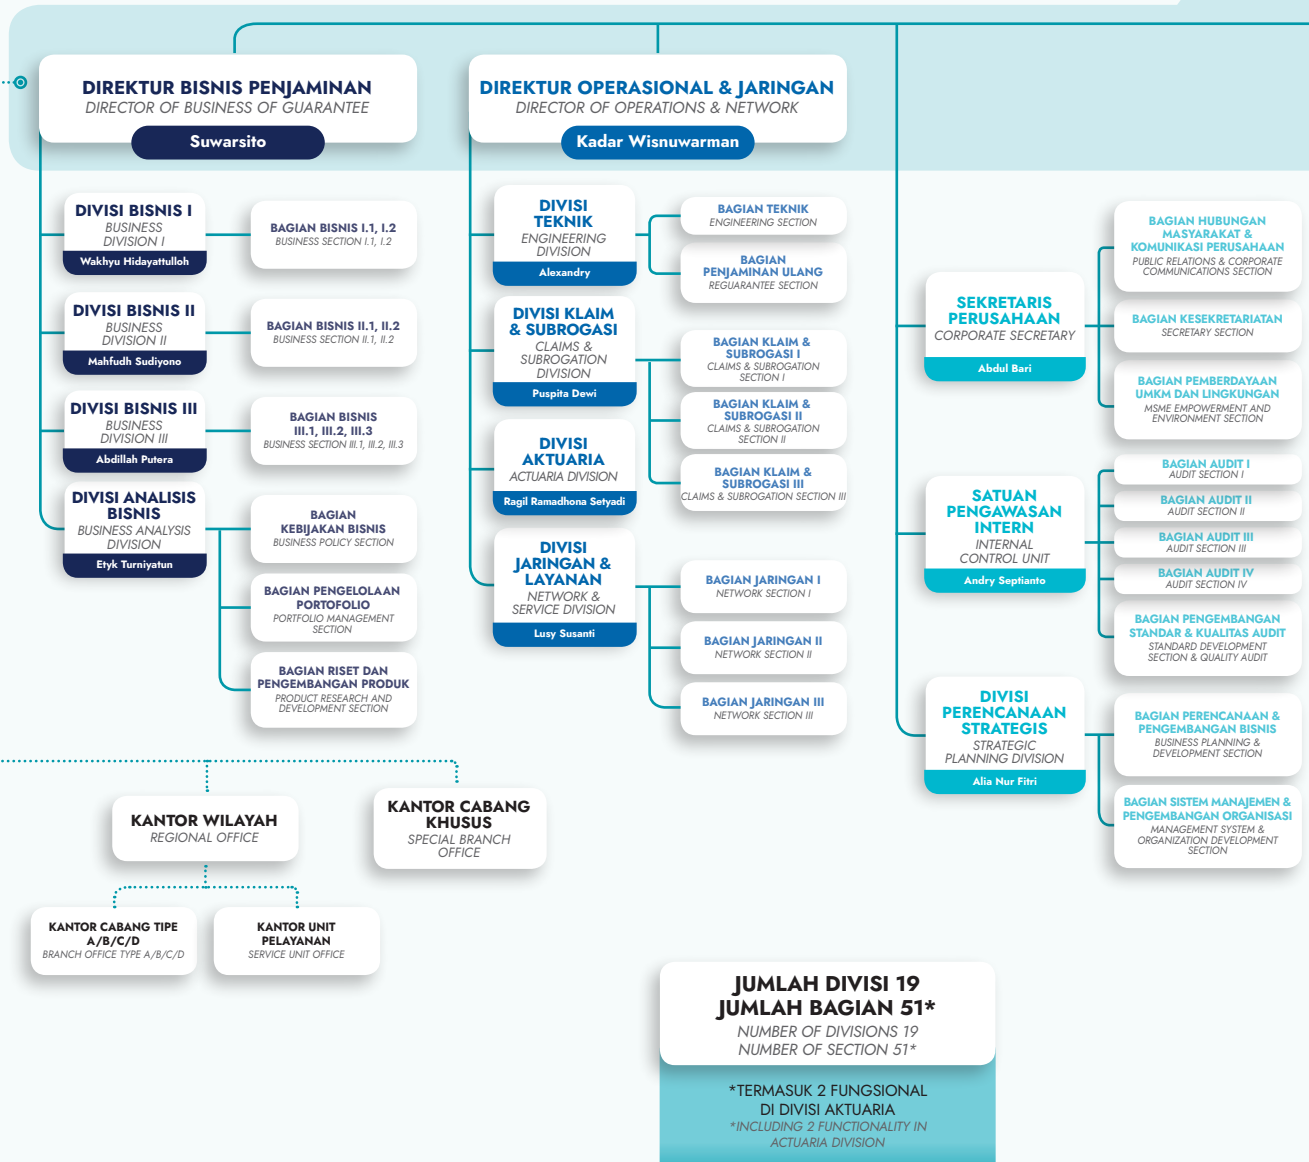 DIREKTUR BISNIS PENJAMINAN
DIRECTOR OF BUSINESS OF GUARANTEE
Suwarsito
DIVISI BISNIS I
BUSINESS
DIVISION I
Wakhyu Hidayattulloh
BAGIAN BISNIS I.1, I.2
BUSINESS SECTION I.1, I.2
DIVISI BISNIS II
BUSINESS
DIVISION II
Mahfudh Sudiyono
BAGIAN BISNIS II.1, II.2
BUSINESS SECTION II.1, II.2
DIVISI BISNIS III
BUSINESS
DIVISION III
Abdillah Putera
BAGIAN BISNIS
III.1, III.2, III.3
BUSINESS SECTION III.1, III.2, III.3
DIVISI ANALISIS
BISNIS
BUSINESS ANALYSIS
DIVISION
Etyk Turniyatun
BAGIAN
KEBIJAKAN BISNIS
BUSINESS POLICY SECTION
BAGIAN PENGELOLAAN
PORTOFOLIO
PORTFOLIO MANAGEMENT
SECTION
BAGIAN RISET DAN
PENGEMBANGAN PRODUK
PRODUCT RESEARCH AND
DEVELOPMENT SECTION
DIREKTUR OPERASIONAL & JARINGAN
DIRECTOR OF OPERATIONS & NETWORK
Kadar Wisnuwarman
DIVISI
TEKNIK
ENGINEERING
DIVISION
Alexandry
BAGIAN TEKNIK
ENGINEERING SECTION
BAGIAN
PENJAMINAN ULANG
REGUARANTEE SECTION
DIVISI KLAIM
& SUBROGASI
CLAIMS &
SUBROGATION
DIVISION
Puspita Dewi
BAGIAN KLAIM &
SUBROGASI I
CLAIMS & SUBROGATION
SECTION I
BAGIAN KLAIM &
SUBROGASI II
CLAIMS & SUBROGATION
SECTION II
BAGIAN KLAIM &
SUBROGASI III
CLAIMS & SUBROGATION SECTION III
DIVISI
AKTUARIA
ACTUARIA DIVISION
Ragil Ramadhona Setyadi
DIVISI
JARINGAN &
LAYANAN
NETWORK &
SERVICE DIVISION
Lusy Susanti
BAGIAN JARINGAN I
NETWORK SECTION I
BAGIAN JARINGAN II
NETWORK SECTION II
BAGIAN JARINGAN III
NETWORK SECTION III
SEKRETARIS
PERUSAHAAN
CORPORATE SECRETARY
Abdul Bari
BAGIAN HUBUNGAN
MASYARAKAT &
KOMUNIKASI PERUSAHAAN
PUBLIC RELATIONS & CORPORATE
COMMUNICATIONS SECTION
BAGIAN KESEKRETARIATAN
SECRETARY SECTION
BAGIAN PEMBERDAYAAN
UMKM DAN LINGKUNGAN
MSME EMPOWERMENT AND
ENVIRONMENT SECTION
SATUAN
PENGAWASAN
INTERN
INTERNAL
CONTROL UNIT
Andry Septianto
BAGIAN AUDIT I
AUDIT SECTION I
BAGIAN AUDIT II
AUDIT SECTION II
BAGIAN AUDIT III
AUDIT SECTION III
BAGIAN AUDIT IV
AUDIT SECTION IV
BAGIAN PENGEMBANGAN
STANDAR & KUALITAS AUDIT
STANDARD DEVELOPMENT
SECTION & QUALITY AUDIT
DIVISI
PERENCANAAN
STRATEGIS
STRATEGIC
PLANNING DIVISION
Alia Nur Fitri
BAGIAN PERENCANAAN &
PENGEMBANGAN BISNIS
BUSINESS PLANNING &
DEVELOPMENT SECTION
BAGIAN SISTEM MANAJEMEN &
PENGEMBANGAN ORGANISASI
MANAGEMENT SYSTEM &
ORGANIZATION DEVELOPMENT
SECTION
KANTOR WILAYAH
REGIONAL OFFICE
KANTOR CABANG
KHUSUS
SPECIAL BRANCH
OFFICE
KANTOR CABANG TIPE
A/B/C/D
BRANCH OFFICE TYPE A/B/C/D
KANTOR UNIT
PELAYANAN
SERVICE UNIT OFFICE
JUMLAH DIVISI 19
JUMLAH BAGIAN 51*
NUMBER OF DIVISIONS 19
NUMBER OF SECTION 51*
*TERMASUK 2 FUNGSIONAL
DI DIVISI AKTUARIA
*INCLUDING 2 FUNCTIONALITY IN
ACTUARIA DIVISION